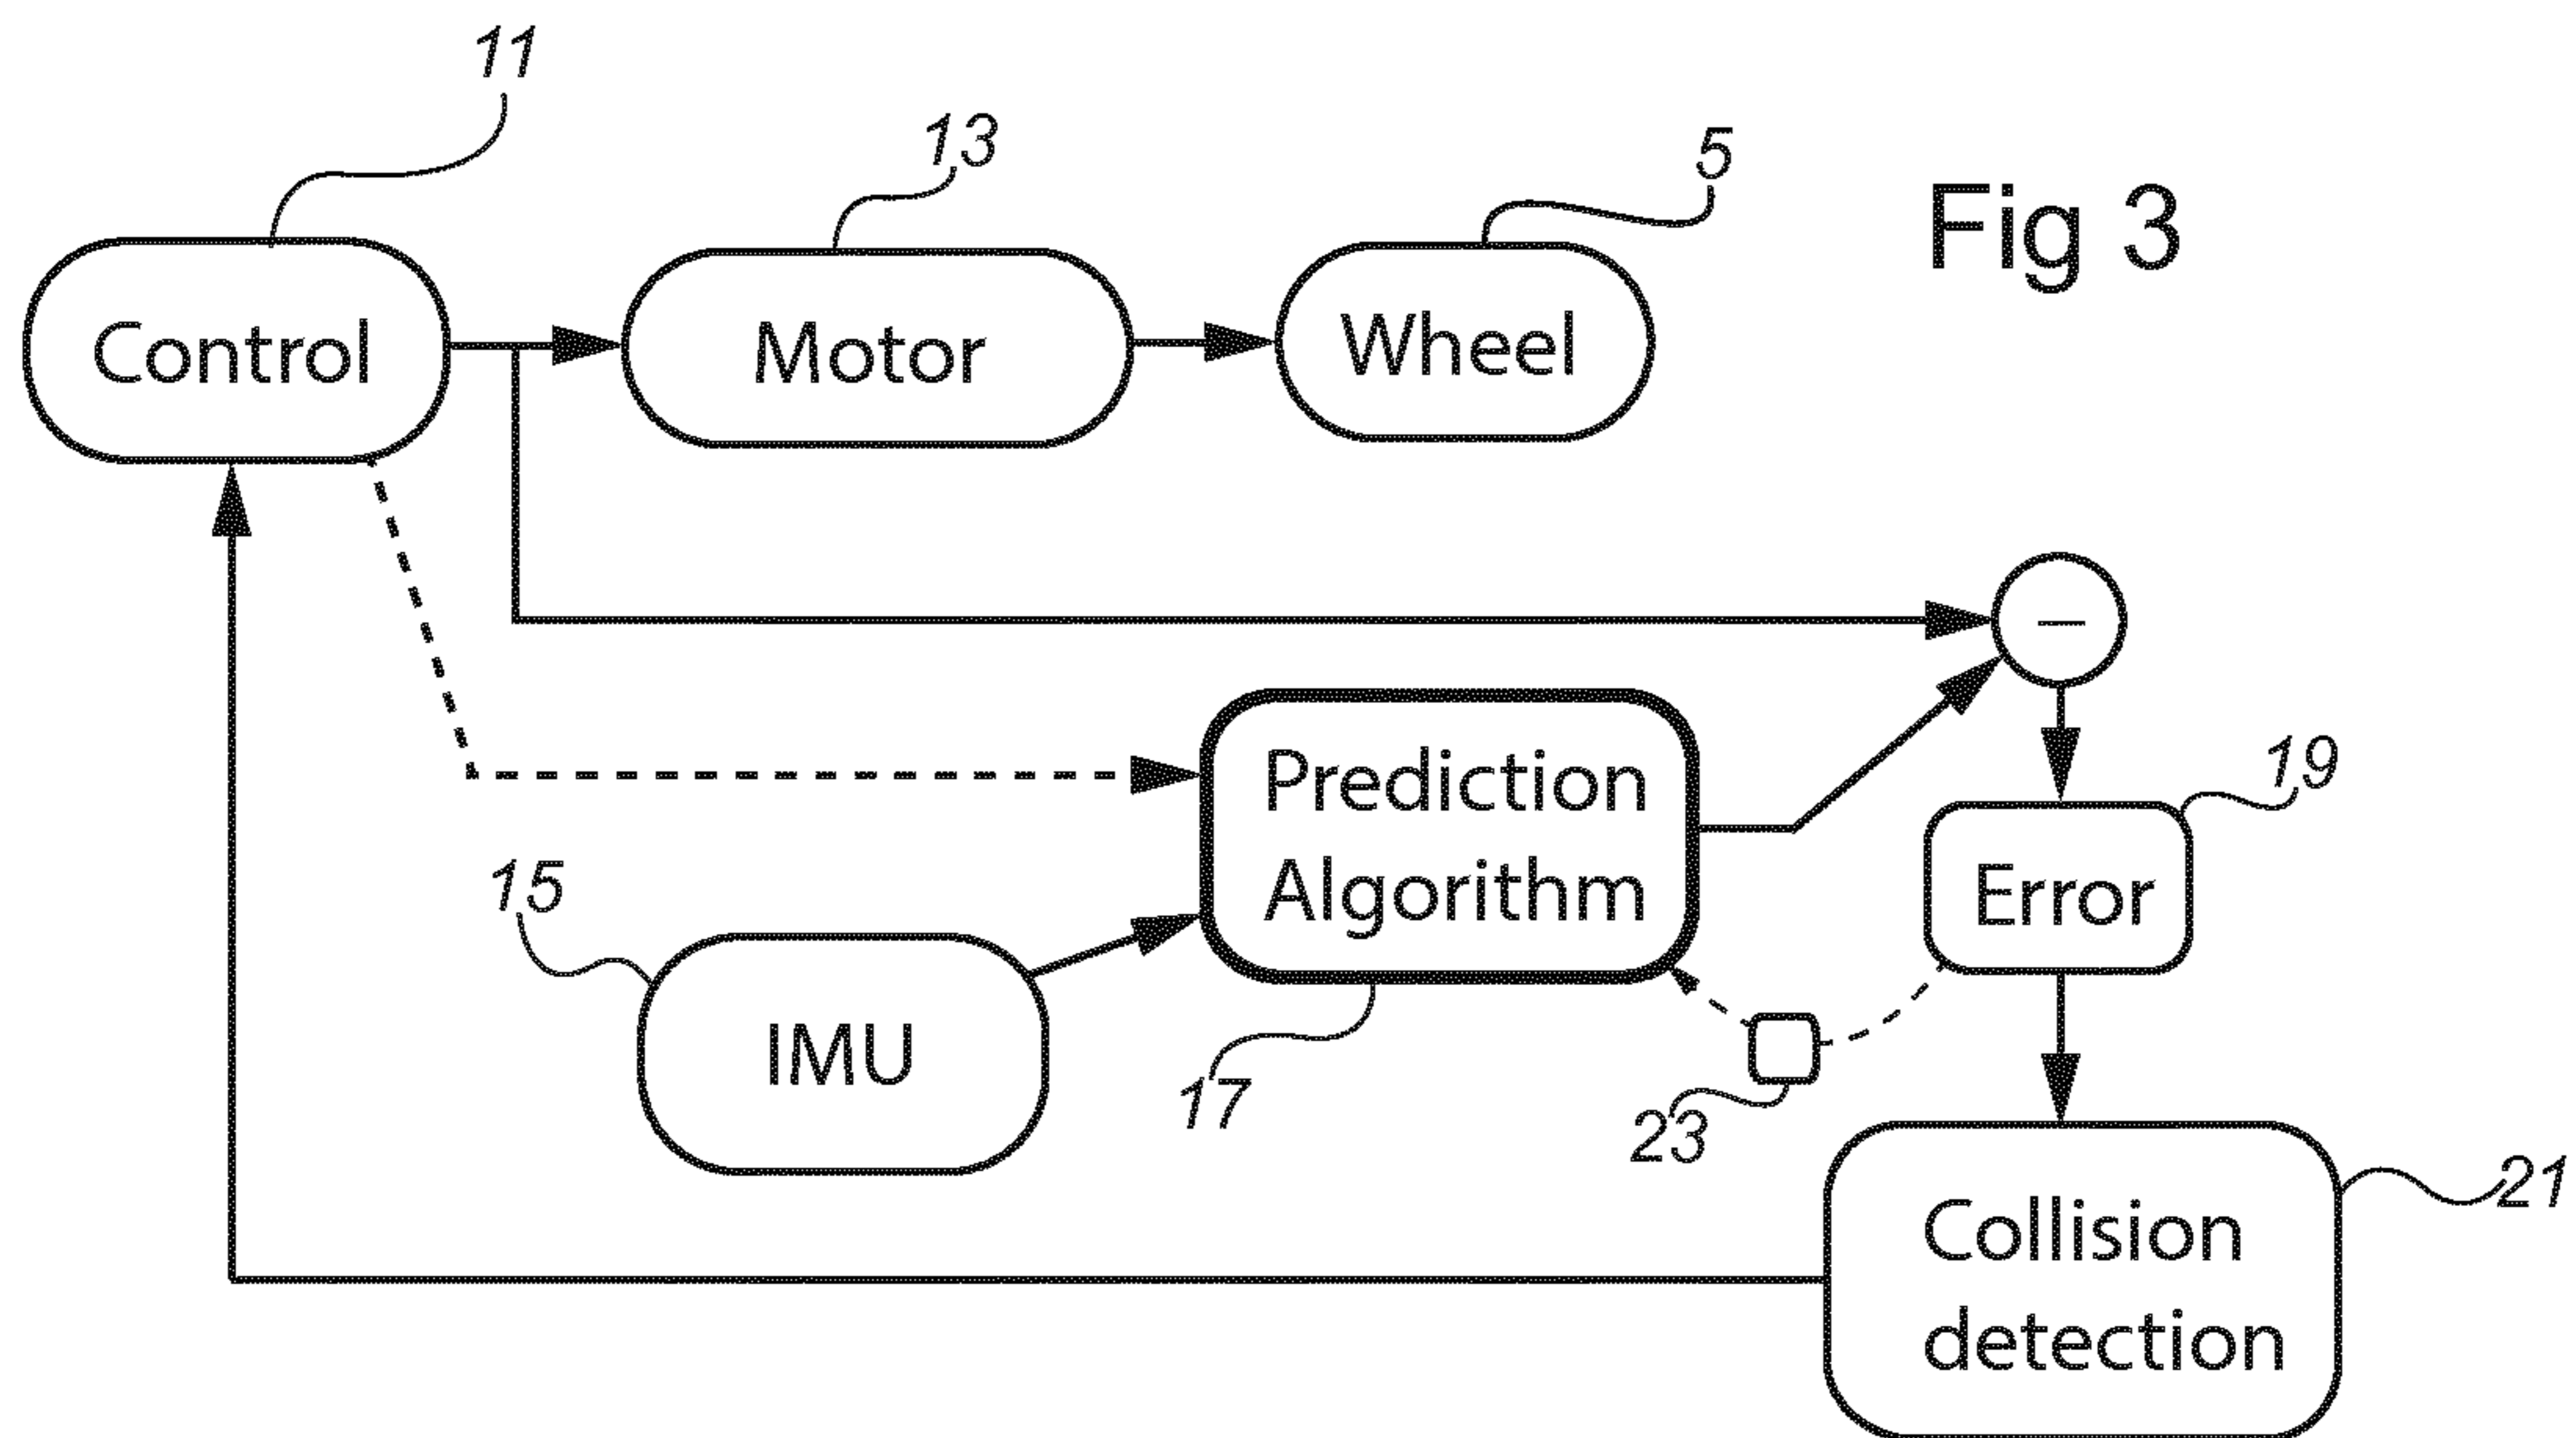 11
13
5
Fig 3
Control
Motor
Wheel
–
Prediction
Algorithm
19
Error
15
IMU
17
23
21
Collision
detection